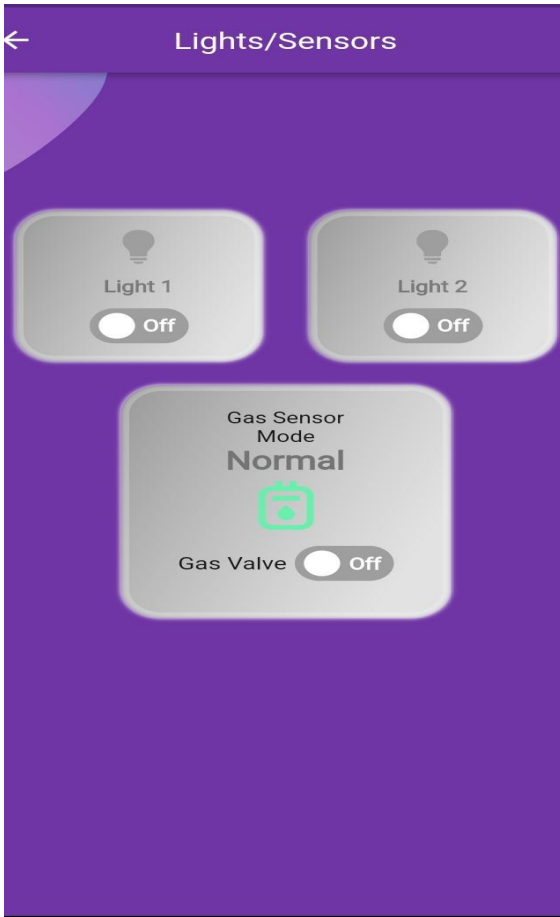 Lights/Sensors
Light 1
Off
Light 2
Off
Gas Sensor
Mode
Normal
Gas Valve Off